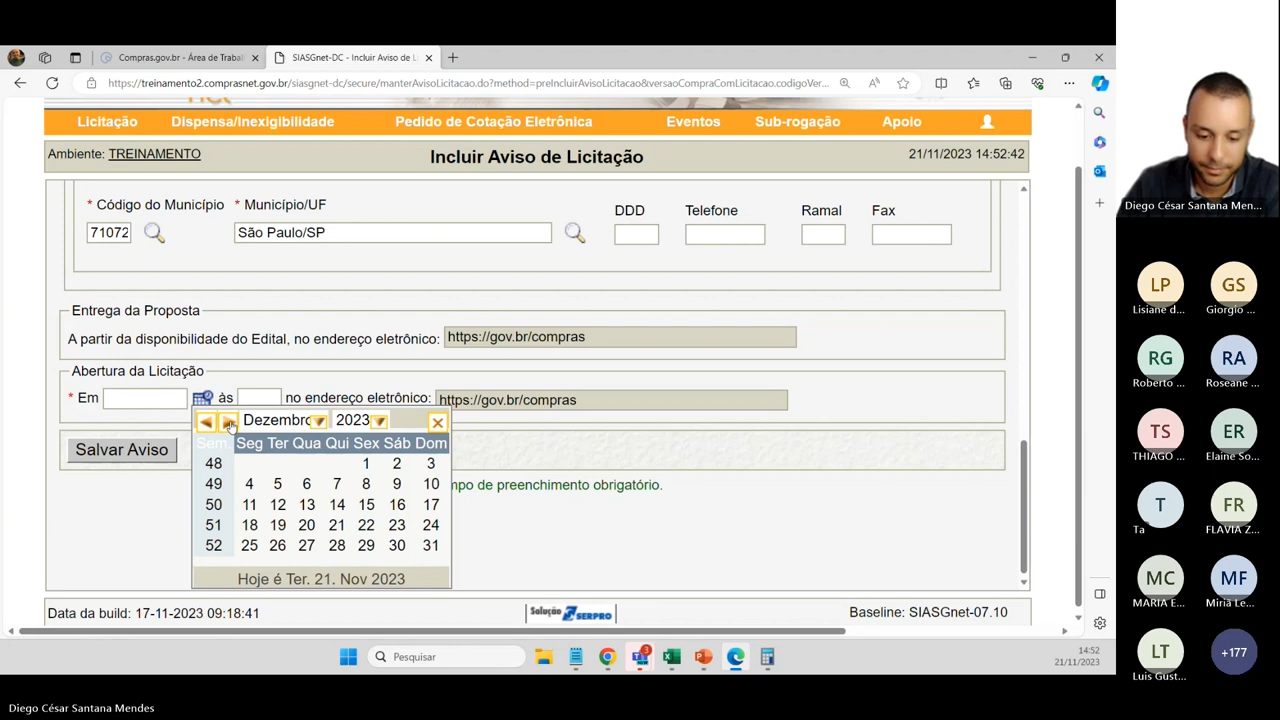 Compras.gov.br - Área de Trabal
SIASGnet-DC - Incluir Aviso de L
https://treinamento2.comprasnet.gov.br/siasgnet-dc/secure/manterAvisoLicitacao.do?method=preIncluirAvisoLicitacao&versaoCompraComLicitacao.codigoVer...
Licitação Dispensa/Inexigibilidade Pedido de Cotação Eletrônica Eventos Sub-rogação Apoio
Ambiente: TREINAMENTO Incluir Aviso de Licitação 21/11/2023 14:52:42
* Código do Município * Município/UF DDD Telefone Ramal Fax
71072 São Paulo/SP
Entrega da Proposta
A partir da disponibilidade do Edital, no endereço eletrônico: https://gov.br/compras
Abertura da Licitação
* Em às no endereço eletrônico: https://gov.br/compras
Dezembro 2023
Sem. Seg Ter Qua Qui Sex Sáb Dom
48 1 2 3
49 4 5 6 7 8 9 10
50 11 12 13 14 15 16 17
51 18 19 20 21 22 23 24
52 25 26 27 28 29 30 31
Hoje é Ter. 21. Nov 2023
Salvar Aviso
mpo de preenchimento obrigatório.
Data da build: 17-11-2023 09:18:41 Solução SERPRO Baseline: SIASGnet-07.10
Pesquisar
3
14:52
21/11/2023
Diego César Santana Men...
LP GS
Lisiane d... Giorgio ...
RG RA
Roberto ... Roseane ...
TS ER
THIAGO ... Elaine So...
T FR
Ta FLAVIA Z...
MC MF
MARIA E... Miria Le...
LT +177
Luis Gust...
Diego César Santana Mendes